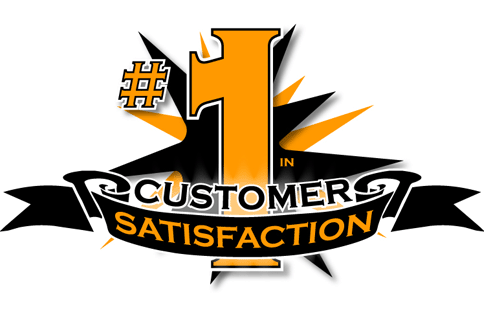 #1
IN
CUSTOMER
SATISFACTION